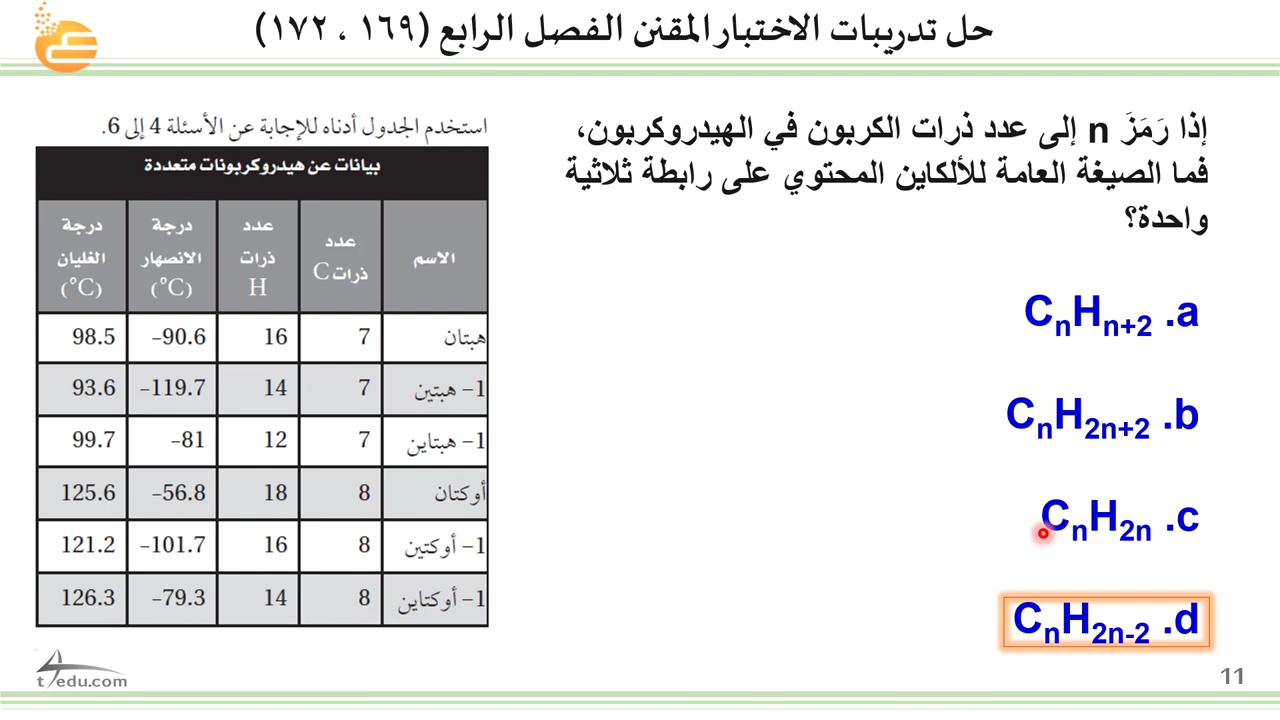 حل تدريبات الاختبار المقنن الفصل الرابع (١٦٩ ، ١٧٢)
إذا رَمَزَ n إلى عدد ذرات الكربون في الهيدروكربون،
فما الصيغة العامة للألكاين المحتوي على رابطة ثلاثية
واحدة؟
a. CnHn+2
b. CnH2n+2
c. CnH2n
d. CnH2n-2
استخدم الجدول أدناه للإجابة عن الأسئلة 4 إلى 6.
بيانات عن هيدروكربونات متعددة
الاسم عدد ذرات C عدد ذرات H درجة الانصهار (°C) درجة الغليان (°C)
هبتان 7 16 −90.6 98.5
1- هبتين 7 14 −119.7 93.6
1- هبتاين 7 12 −81 99.7
أوكتان 8 18 −56.8 125.6
1- أوكتين 8 16 −101.7 121.2
1- أوكتاين 8 14 −79.3 126.3
edu.com
11